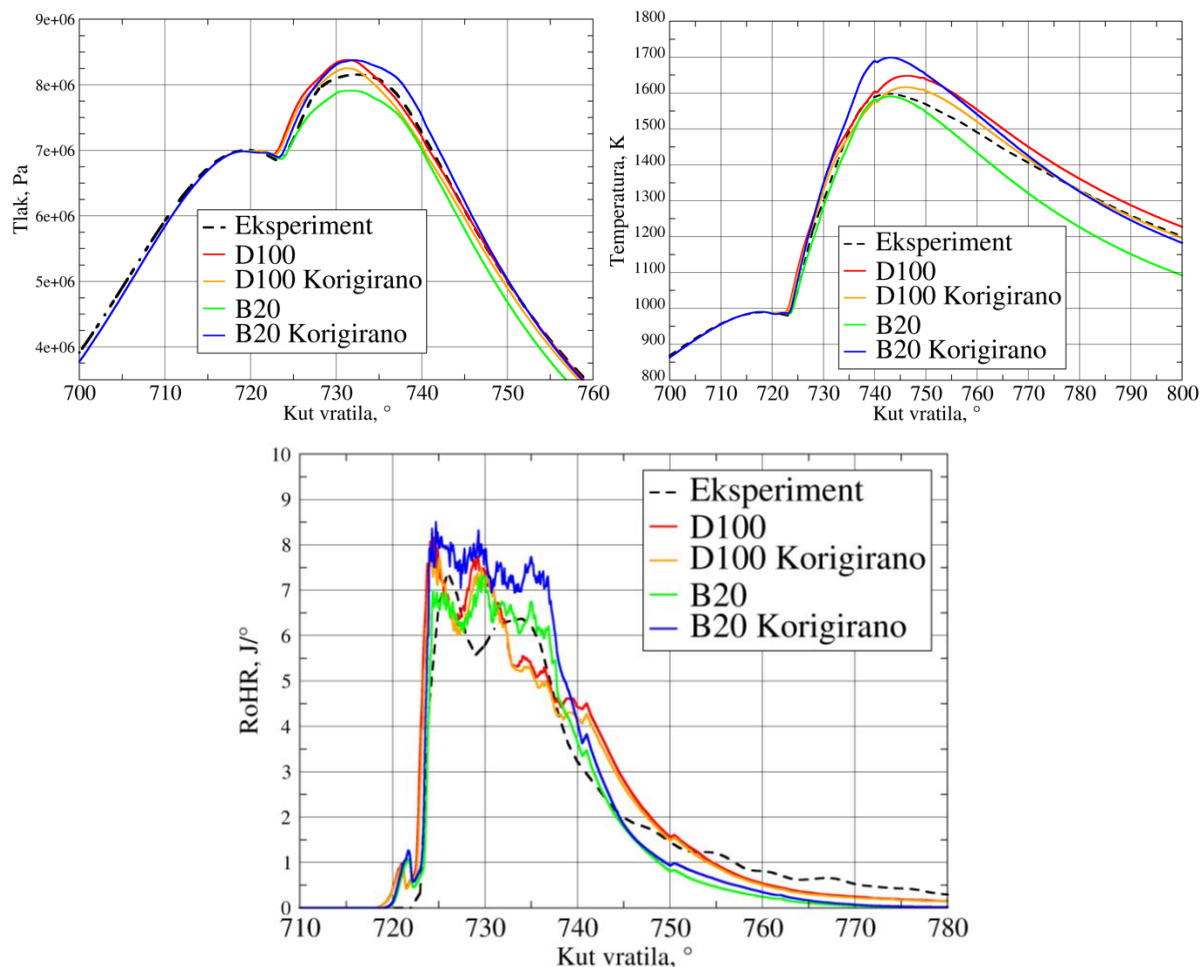 9e+06
8e+06
7e+06
6e+06
5e+06
4e+06
Tlak, Pa
Eksperiment
D100
D100 Korigirano
B20
B20 Korigirano
700 710 720 730 740 750 760
Kut vratila, °
1800
1700
1600
1500
1400
1300
1200
1100
1000
900
800
Temperatura, K
Eksperiment
D100
D100 Korigirano
B20
B20 Korigirano
700 710 720 730 740 750 760 770 780 790 800
Kut vratila, °
10
9
8
7
6
5
4
3
2
1
0
RoHR, J/°
Eksperiment
D100
D100 Korigirano
B20
B20 Korigirano
710 720 730 740 750 760 770 780
Kut vratila, °